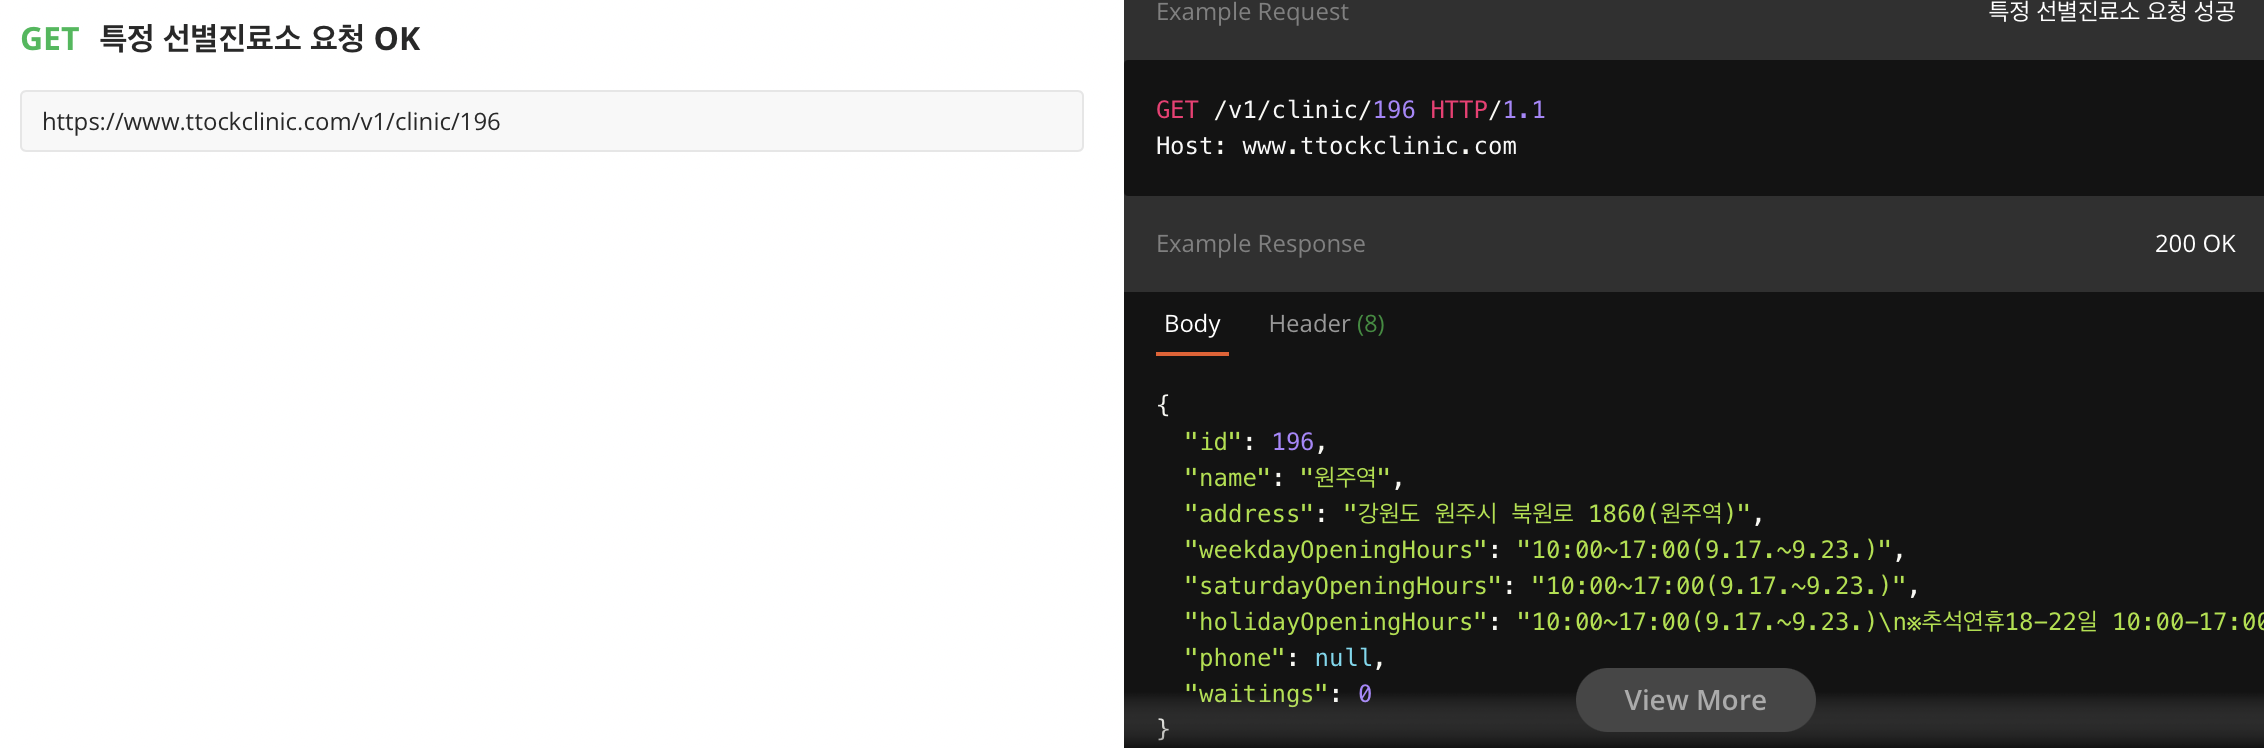 GET 특정 선별진료소 요청 OK
https://www.ttockclinic.com/v1/clinic/196
Example Request 특정 선별진료소 요청 성공
GET /v1/clinic/196 HTTP/1.1
Host: www.ttockclinic.com
Example Response 200 OK
Body Header (8)
{
"id": 196,
"name": "원주역",
"address": "강원도 원주시 북원로 1860(원주역)",
"weekdayOpeningHours": "10:00~17:00(9.17.~9.23.)",
"saturdayOpeningHours": "10:00~17:00(9.17.~9.23.)",
"holidayOpeningHours": "10:00~17:00(9.17.~9.23.)\n※추석연휴18-22일 10:00-17:00
"phone": null,
"waitings": 0
View More
}